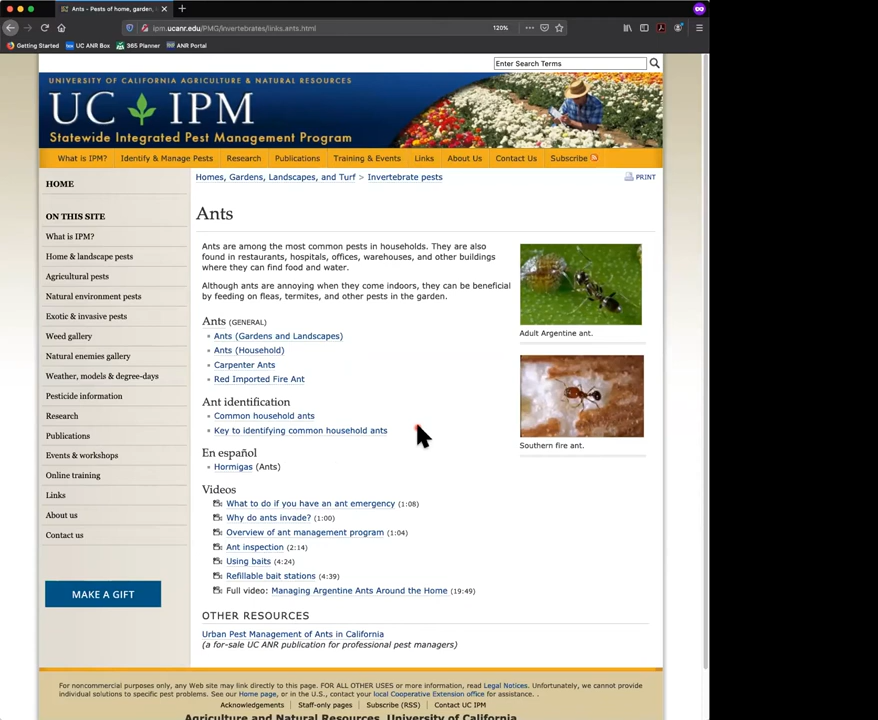 Ants - Pests of home, garden,
ipm.ucanr.edu/PMG/invertebrates/links.ants.html
120%
Getting Started UC ANR Box 365 Planner ANR Portal
Enter Search Terms
UNIVERSITY OF CALIFORNIA AGRICULTURE & NATURAL RESOURCES
UC IPM
Statewide Integrated Pest Management Program
What is IPM? Identify & Manage Pests Research Publications Training & Events Links About Us Contact Us Subscribe
HOME
ON THIS SITE
What is IPM?
Home & landscape pests
Agricultural pests
Natural environment pests
Exotic & invasive pests
Weed gallery
Natural enemies gallery
Weather, models & degree-days
Pesticide information
Research
Publications
Events & workshops
Online training
Links
About us
Contact us
MAKE A GIFT
Homes, Gardens, Landscapes, and Turf > Invertebrate pests
PRINT
Ants
Ants are among the most common pests in households. They are also
found in restaurants, hospitals, offices, warehouses, and other buildings
where they can find food and water.
Although ants are annoying when they come indoors, they can be beneficial
by feeding on fleas, termites, and other pests in the garden.
Ants (GENERAL)
Ants (Gardens and Landscapes)
Ants (Household)
Carpenter Ants
Red Imported Fire Ant
Ant identification
Common household ants
Key to identifying common household ants
En español
Hormigas (Ants)
Videos
What to do if you have an ant emergency (1:08)
Why do ants invade? (1:00)
Overview of ant management program (1:04)
Ant inspection (2:14)
Using baits (4:24)
Refillable bait stations (4:39)
Full video: Managing Argentine Ants Around the Home (19:49)
OTHER RESOURCES
Urban Pest Management of Ants in California
(a for-sale UC ANR publication for professional pest managers)
Adult Argentine ant.
Southern fire ant.
For noncommercial purposes only, any Web site may link directly to this page. FOR ALL OTHER USES or more information, read Legal Notices. Unfortunately, we cannot provide
individual solutions to specific pest problems. See our Home page, or in the U.S., contact your local Cooperative Extension office for assistance. .
Acknowledgements Staff-only pages Subscribe (RSS) Contact UC IPM
Agriculture and Natural Resources, University of California